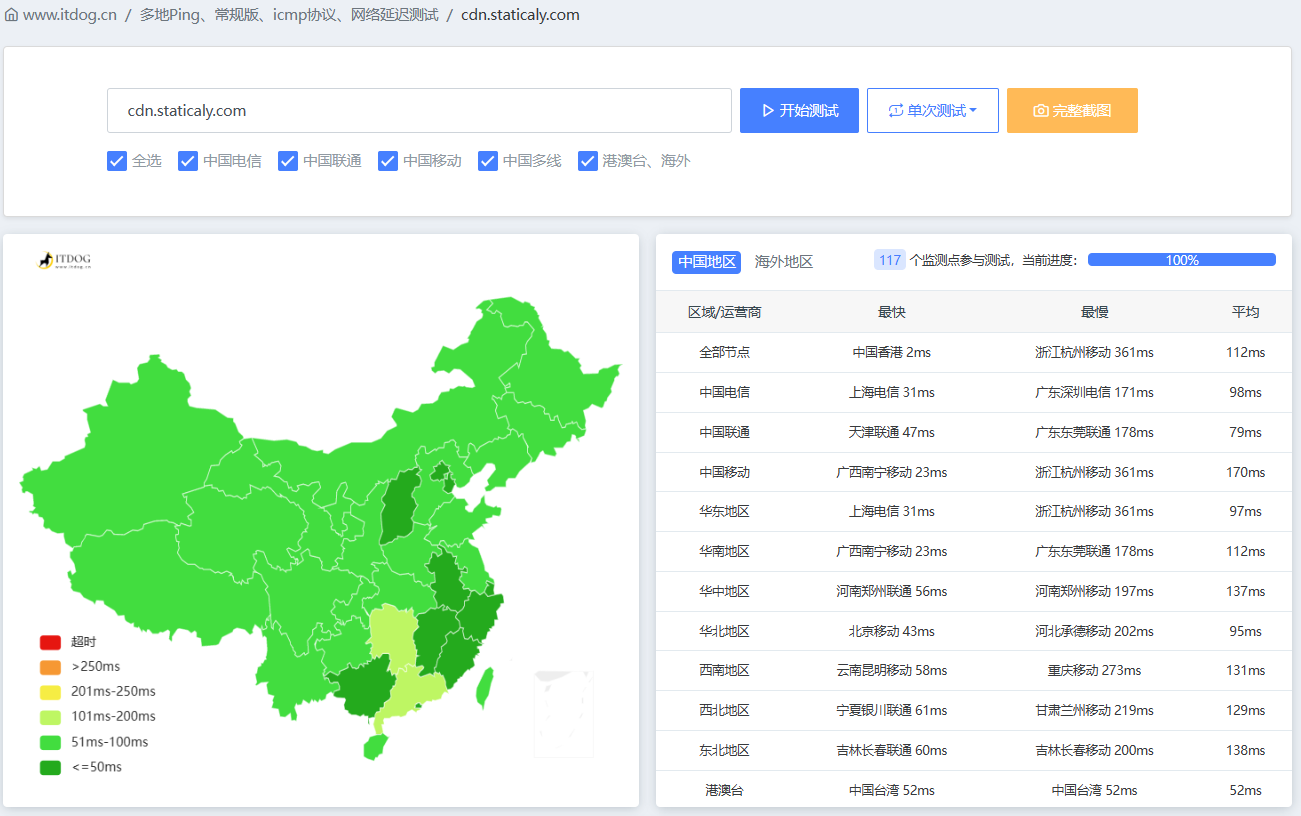 www.itdog.cn / 多地Ping、常规版、icmp协议、网络延迟测试 / cdn.staticaly.com
cdn.staticaly.com
开始测试
单次测试
完整截图
全选 中国电信 中国联通 中国移动 中国多线 港澳台、海外
ITDOG
www.itdog.cn
超时
>250ms
201ms-250ms
101ms-200ms
51ms-100ms
<=50ms
中国地区 海外地区 117 个监测点参与测试，当前进度： 100%
区域/运营商 最快 最慢 平均
全部节点 中国香港 2ms 浙江杭州移动 361ms 112ms
中国电信 上海电信 31ms 广东深圳电信 171ms 98ms
中国联通 天津联通 47ms 广东东莞联通 178ms 79ms
中国移动 广西南宁移动 23ms 浙江杭州移动 361ms 170ms
华东地区 上海电信 31ms 浙江杭州移动 361ms 97ms
华南地区 广西南宁移动 23ms 广东东莞联通 178ms 112ms
华中地区 河南郑州联通 56ms 河南郑州移动 197ms 137ms
华北地区 北京移动 43ms 河北承德移动 202ms 95ms
西南地区 云南昆明移动 58ms 重庆移动 273ms 131ms
西北地区 宁夏银川联通 61ms 甘肃兰州移动 219ms 129ms
东北地区 吉林长春联通 60ms 吉林长春移动 200ms 138ms
港澳台 中国台湾 52ms 中国台湾 52ms 52ms